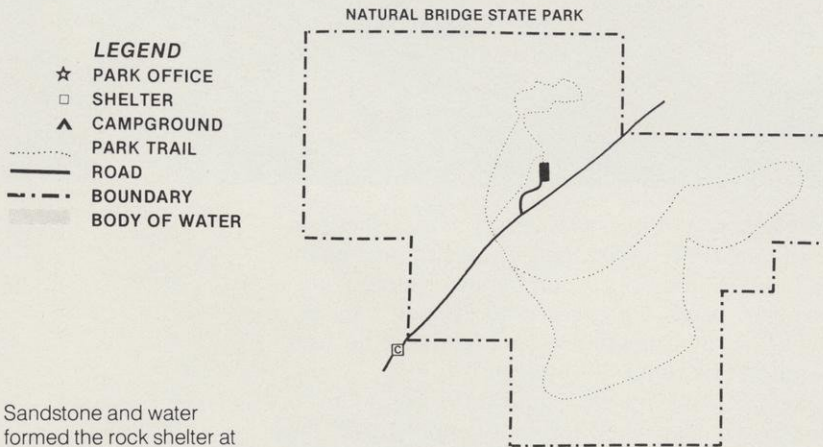 NATURAL BRIDGE STATE PARK
LEGEND
PARK OFFICE
SHELTER
CAMPGROUND
PARK TRAIL
ROAD
BOUNDARY
BODY OF WATER
C
Sandstone and water
formed the rock shelter at